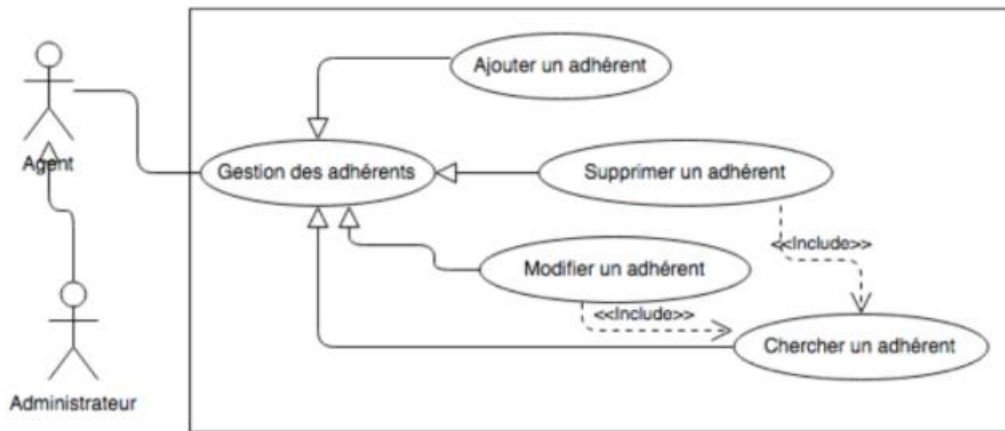 Ajouter un adhérent
Agent
Gestion des adhérents
Supprimer un adhérent
<<Include>>
Modifier un adhérent
<<Include>>
Chercher un adhérent
Administrateur